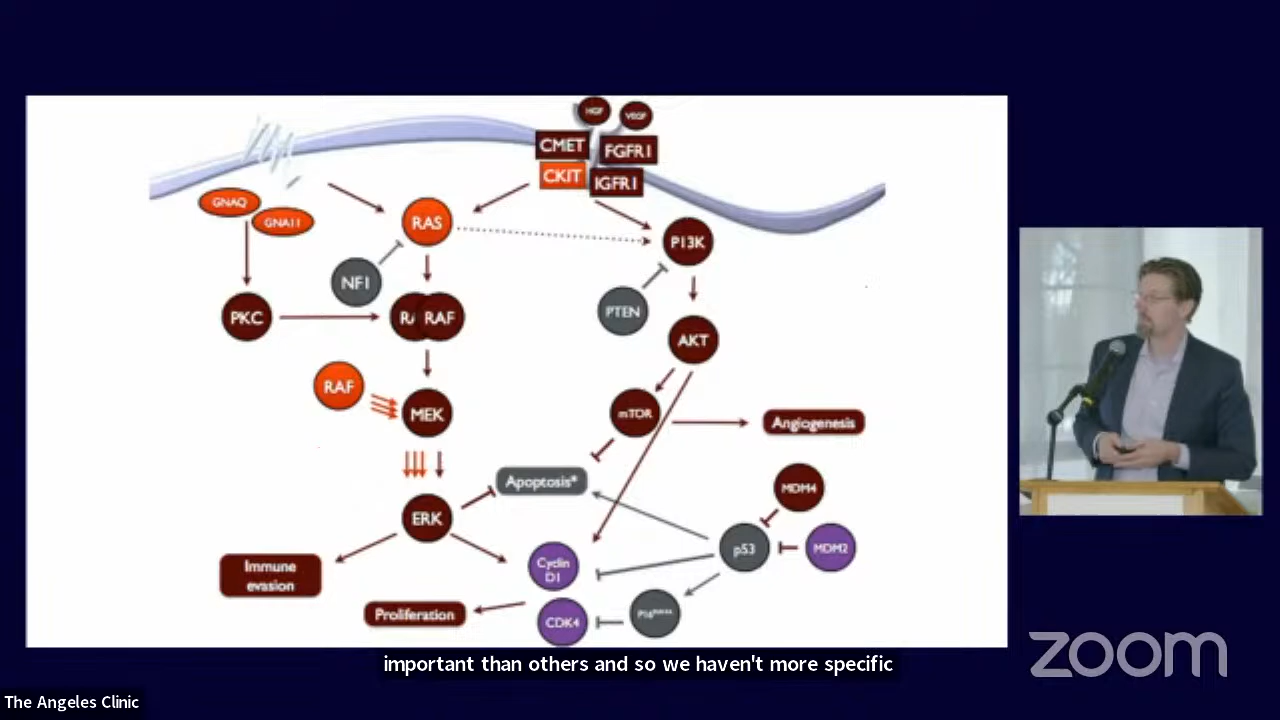 HGF
VEGF
CMET
FGFR1
CKIT
IGFR1
GNAQ
GNA11
RAS
P13K
NF1
PTEN
PKC
RAF
AKT
RAF
MEK
mTOR
Angiogenesis
Apoptosis*
MDM4
ERK
p53
MDM2
Immune
evasion
Cyclin
D1
Proliferation
CDK4
important than others and so we haven't more specific
zoom
The Angeles Clinic